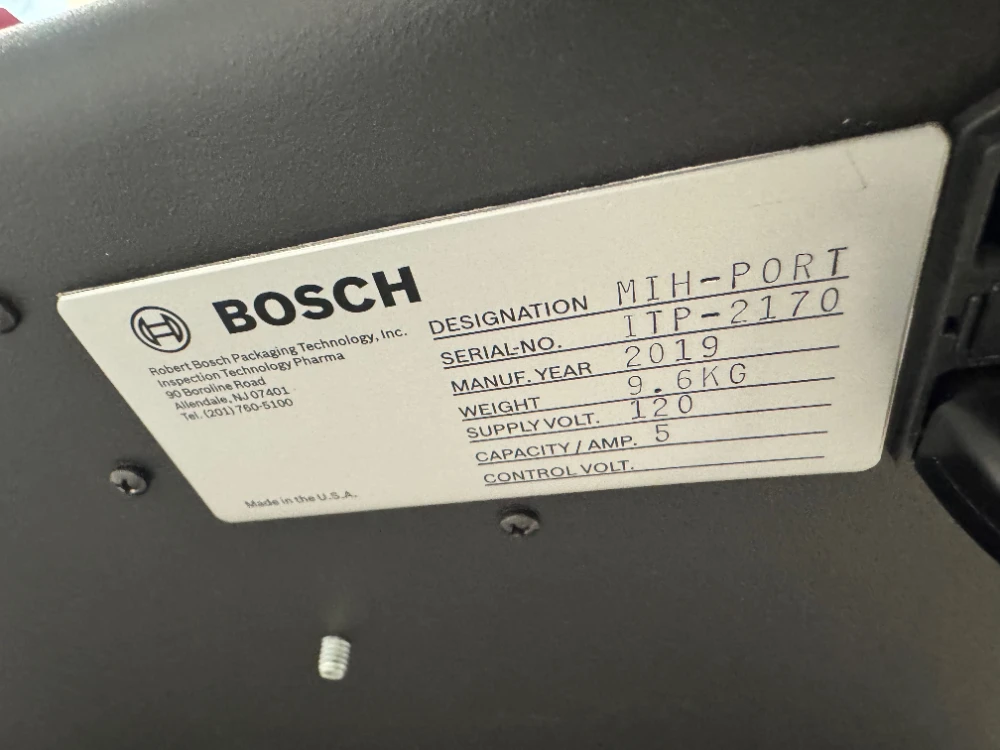 BOSCH
Robert Bosch Packaging Technology, Inc.
Inspection Technology Pharma
90 Boroline Road
Allendale, NJ 07401
Tel. (201) 760-5100
DESIGNATION MIH-PORT
SERIAL-NO. ITP-2170
MANUF. YEAR 2019
WEIGHT 9.6KG
SUPPLY VOLT. 120
CAPACITY / AMP. 5
CONTROL VOLT.
Made in the U.S.A.